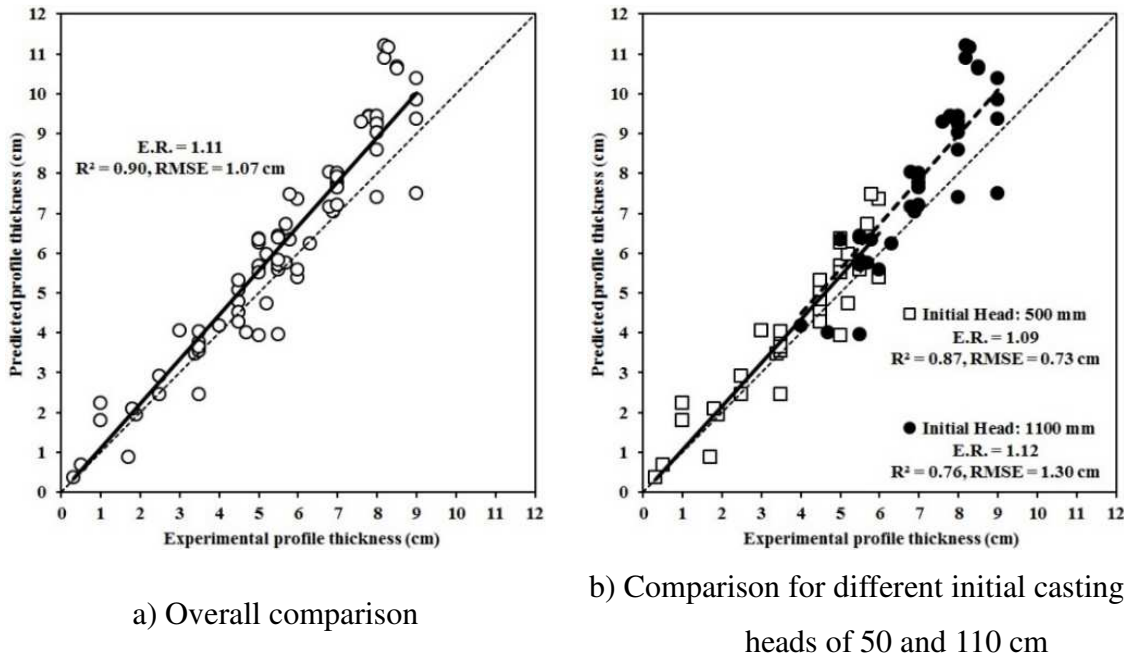 12
11
10
9
8
7
6
5
4
3
2
1
0
Predicted profile thickness (cm)
E.R. = 1.11
R² = 0.90, RMSE = 1.07 cm
0 1 2 3 4 5 6 7 8 9 10 11 12
Experimental profile thickness (cm)
a) Overall comparison
12
11
10
9
8
7
6
5
4
3
2
1
0
Predicted profile thickness (cm)
Initial Head: 500 mm
E.R. = 1.09
R² = 0.87, RMSE = 0.73 cm
Initial Head: 1100 mm
E.R. = 1.12
R² = 0.76, RMSE = 1.30 cm
0 1 2 3 4 5 6 7 8 9 10 11 12
Experimental profile thickness (cm)
b) Comparison for different initial casting
heads of 50 and 110 cm